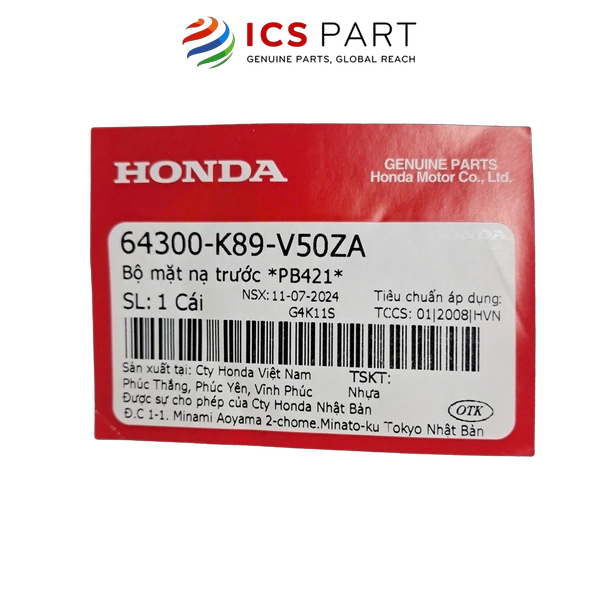 ICS PART
GENUINE PARTS, GLOBAL REACH
HONDA
GENUINE PARTS
Honda Motor Co., Ltd.
HONDA
64300-K89-V50ZA
Bộ mặt nạ trước *PB421*
SL: 1 Cái
NSX: 11-07-2024
G4K11S
Tiêu chuẩn áp dụng:
TCCS: 01|2008|HVN
Sản xuất tại: Cty Honda Việt Nam
Phúc Thắng, Phúc Yên, Vĩnh Phúc
Được sự cho phép của Cty Honda Nhật Bản
Đ.C 1-1. Minami Aoyama 2-chome.Minato-ku Tokyo Nhật Bản
TSKT:
Nhựa
OTK